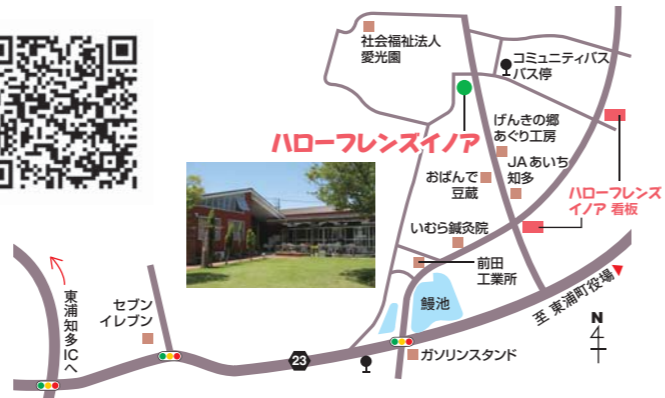 社会福祉法人
愛光園
コミュニティバス
バス停
ハローフレンズイノア
げんきの郷
あぐり工房
JAあいち
知多
おばんで
豆蔵
ハローフレンズ
イノア 看板
いむら鍼灸院
前田
工業所
鰻池
至 東浦町役場
N
セブン
イレブン
東浦知多ICへ
23
ガソリンスタンド